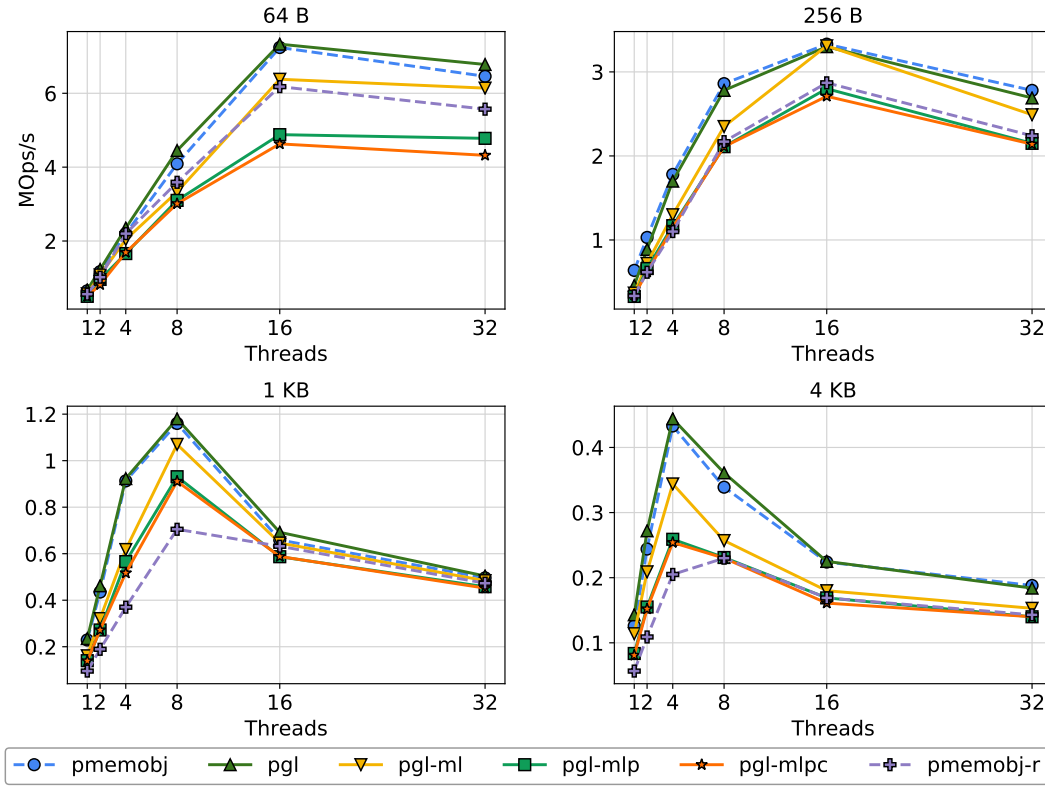 64 B
256 B
MOps/s
6
4
2
3
2
1
1 2 4 8 16 32
1 2 4 8 16 32
Threads
Threads
1 KB
4 KB
1.2
1
0.8
0.6
0.4
0.2
0.4
0.3
0.2
0.1
1 2 4 8 16 32
1 2 4 8 16 32
Threads
Threads
pmemobj pgl pgl-ml pgl-mlp pgl-mlpc pmemobj-r